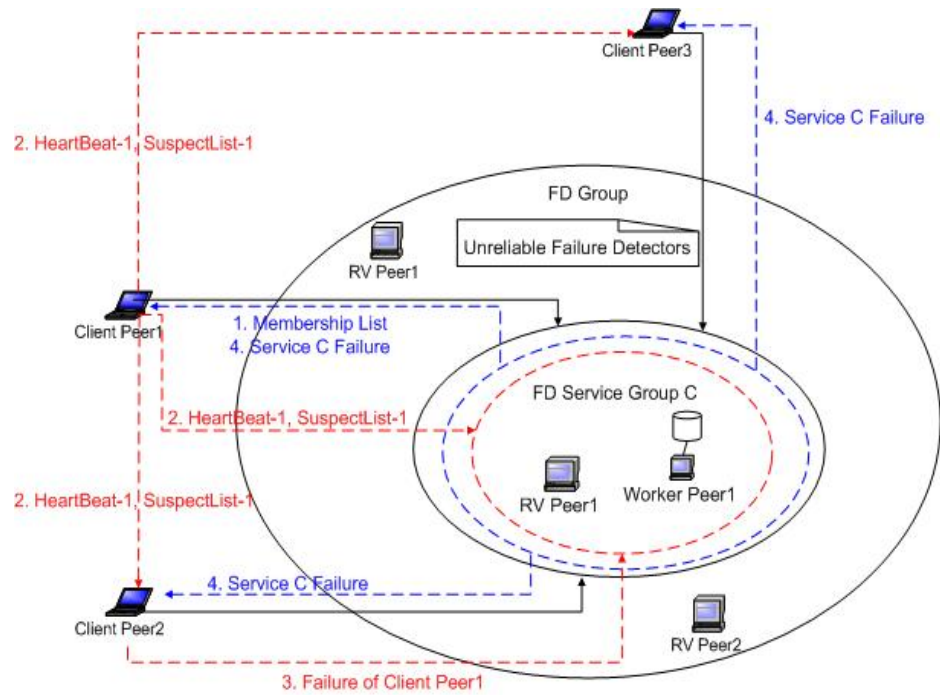 Client Peer3
4. Service C Failure
2. HeartBeat-1, SuspectList-1
FD Group
Unreliable Failure Detectors
RV Peer1
Client Peer1
1. Membership List
4. Service C Failure
FD Service Group C
2. HeartBeat-1, SuspectList-1
RV Peer1
Worker Peer1
2. HeartBeat-1, SuspectList-1
4. Service C Failure
Client Peer2
RV Peer2
3. Failure of Client Peer1